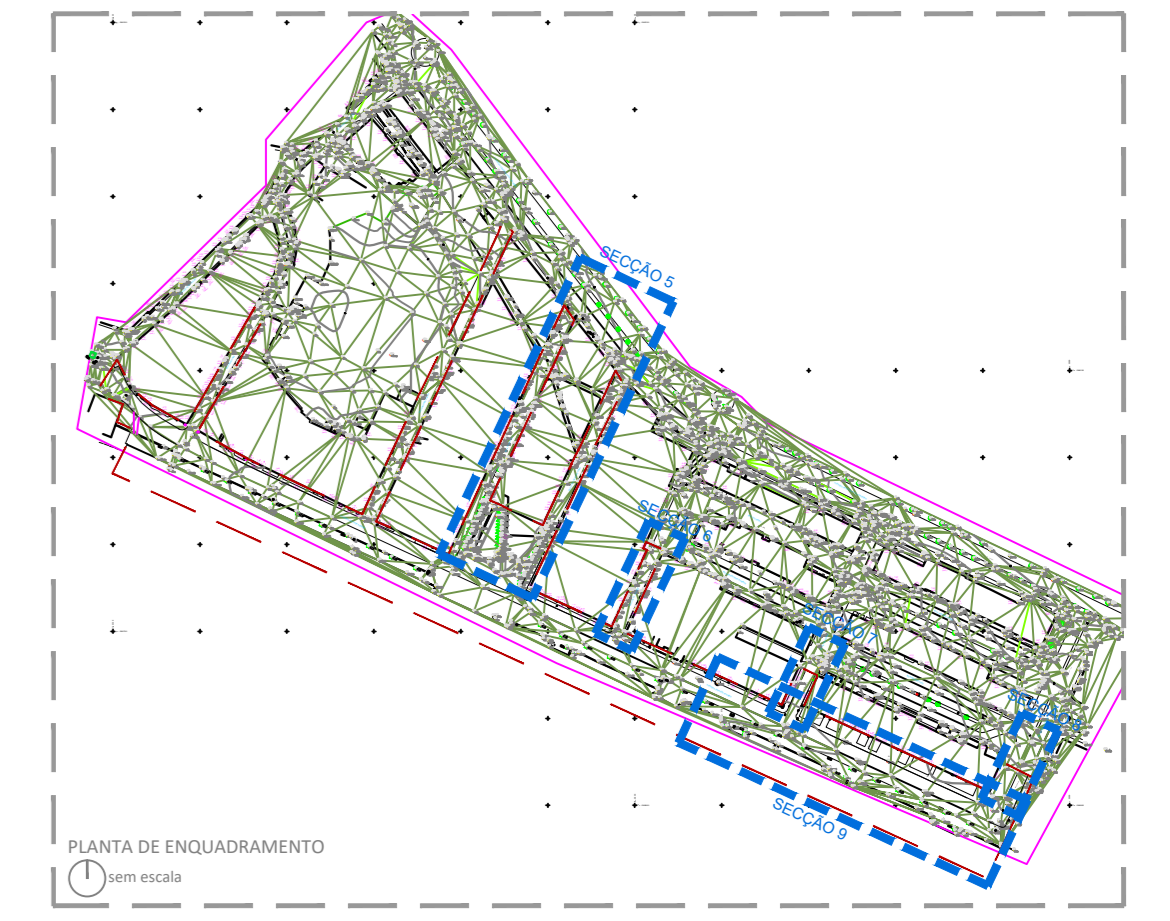 SECÇÃO 5
SECÇÃO 6
SECÇÃO 7
SECÇÃO 8
SECÇÃO 9
PLANTA DE ENQUADRAMENTO
sem escala